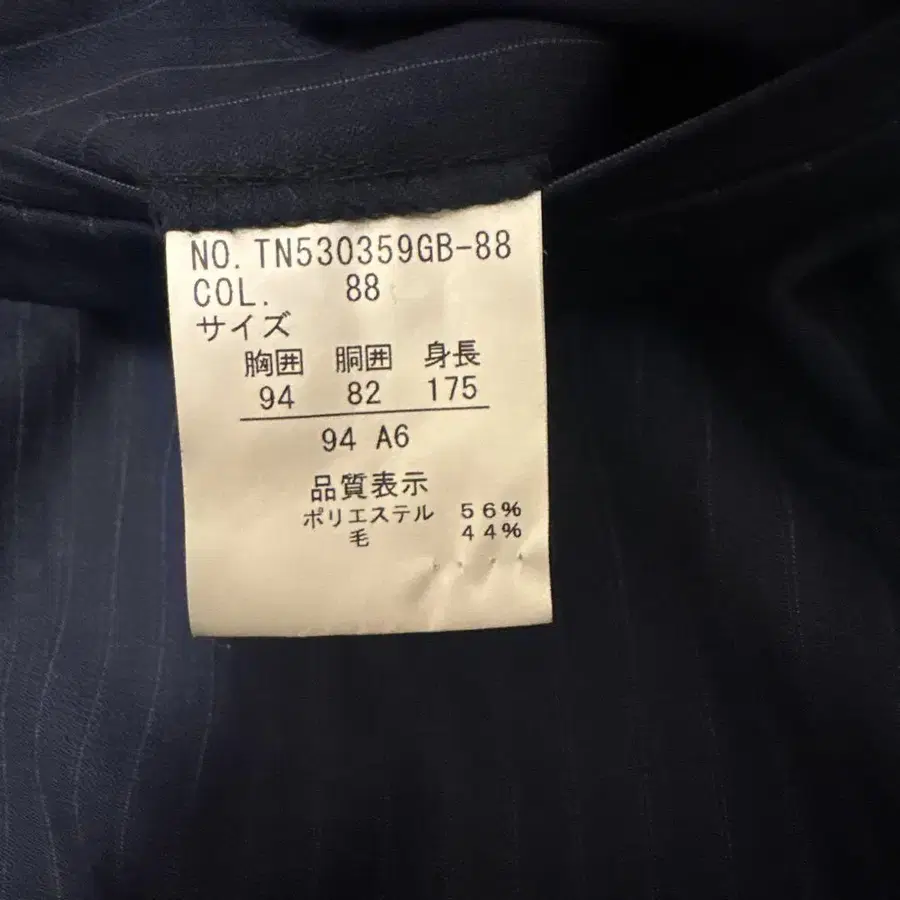 NO. TN530359GB-88
COL. 88
サイズ
胸囲 胴囲 身長
94 82 175
94 A6
品質表示
ポリエステル 56%
毛 44%